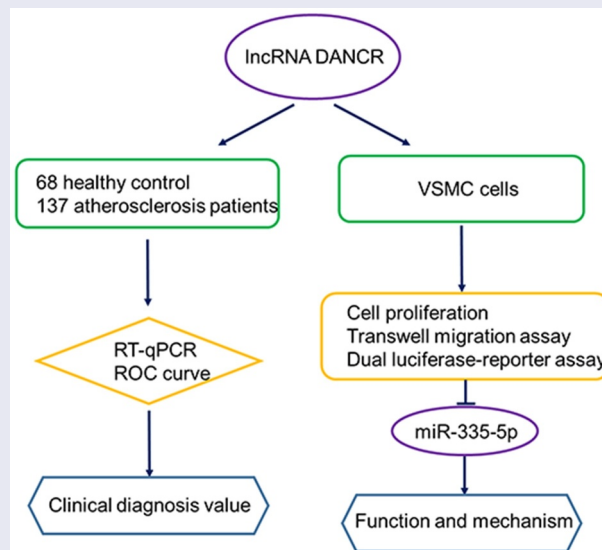 lncRNA DANCR
68 healthy control
137 atherosclerosis patients
VSMC cells
RT-qPCR
ROC curve
Cell proliferation
Transwell migration assay
Dual luciferase-reporter assay
miR-335-5p
Clinical diagnosis value
Function and mechanism